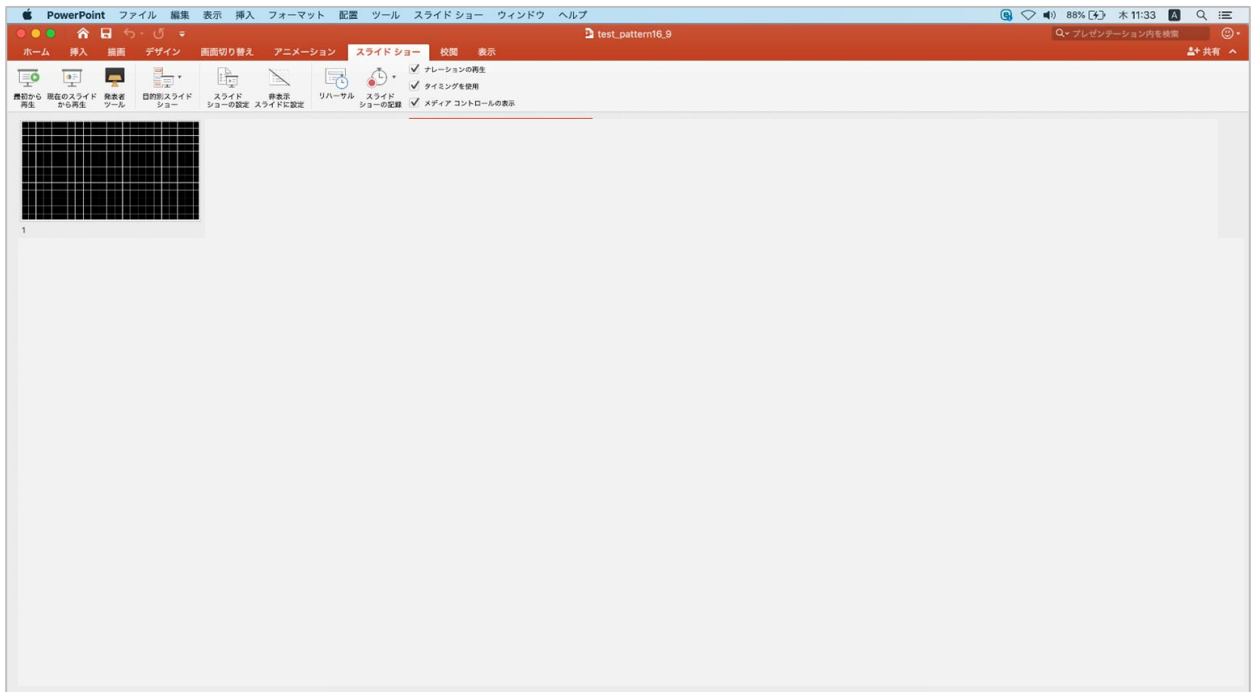 PowerPoint ファイル 編集 表示 挿入 フォーマット 配置 ツール スライド ショー ウィンドウ ヘルプ
88% 木 11:33 A
test_pattern16_9
プレゼンテーション内を検索
ホーム 挿入 描画 デザイン 画面切り替え アニメーション スライド ショー 校閲 表示
共有
最初から
再生
現在のスライド
から再生
発表者
ツール
目的別スライド
ショー
スライド
ショーの設定
非表示
スライドに設定
リハーサル
スライド
ショーの記録
ナレーションの再生
タイミングを使用
メディア コントロールの表示
1